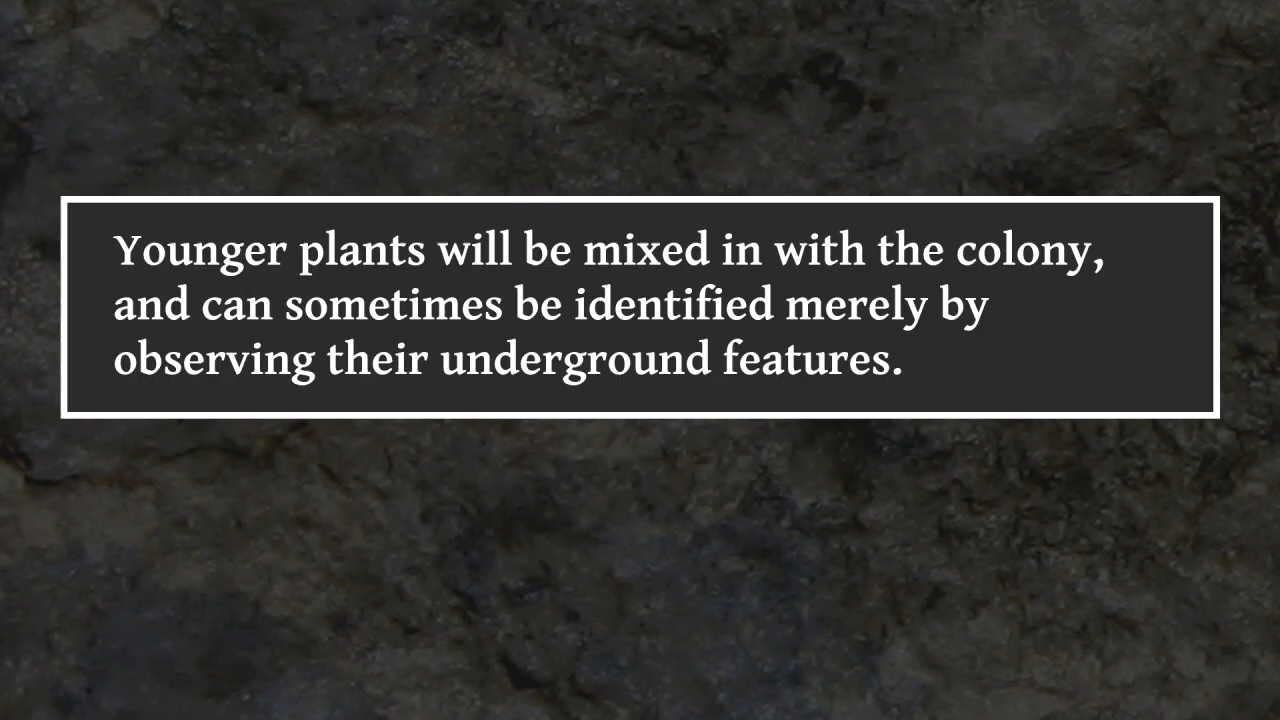 Younger plants will be mixed in with the colony,
and can sometimes be identified merely by
observing their underground features.